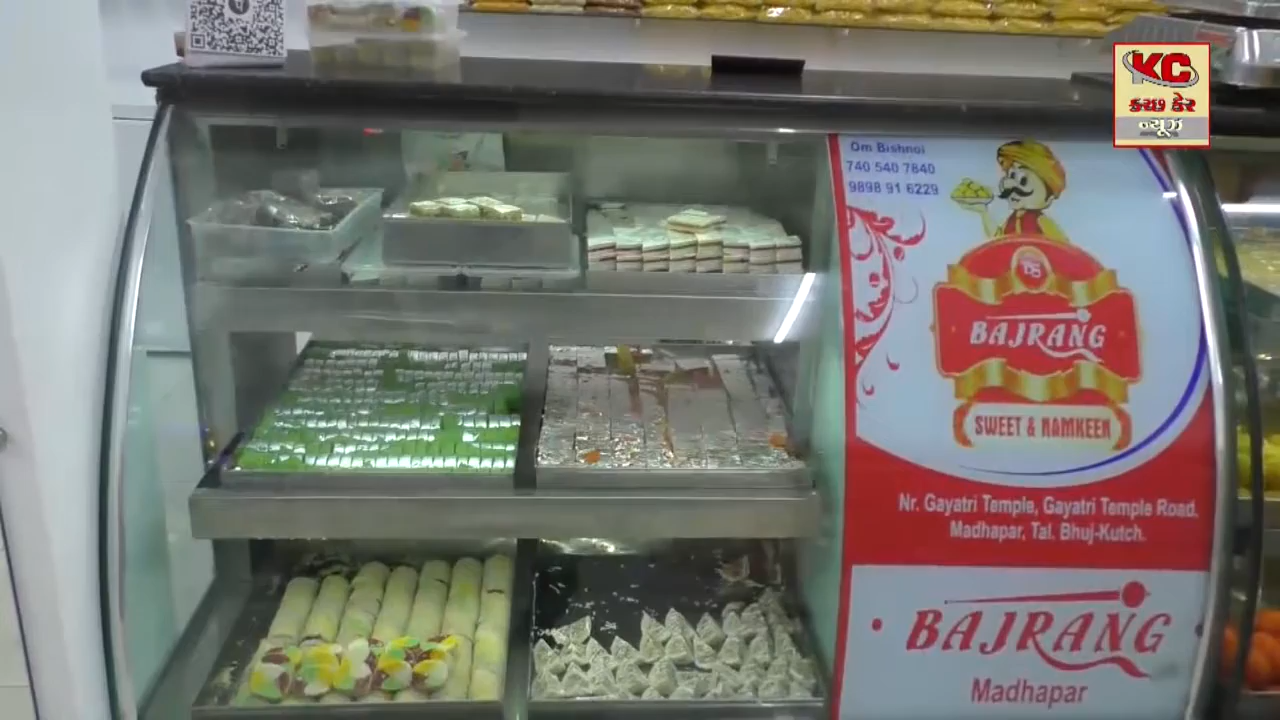 KC
કચ્છ કેર
ન્યૂઝ
Om Bishnoi
740 540 7840
9898 91 6229
BS
BAJRANG
SWEET & NAMKEEN
Nr. Gayatri Temple, Gayatri Temple Road,
Madhapar, Tal. Bhuj-Kutch.
BAJRANG
Madhapar